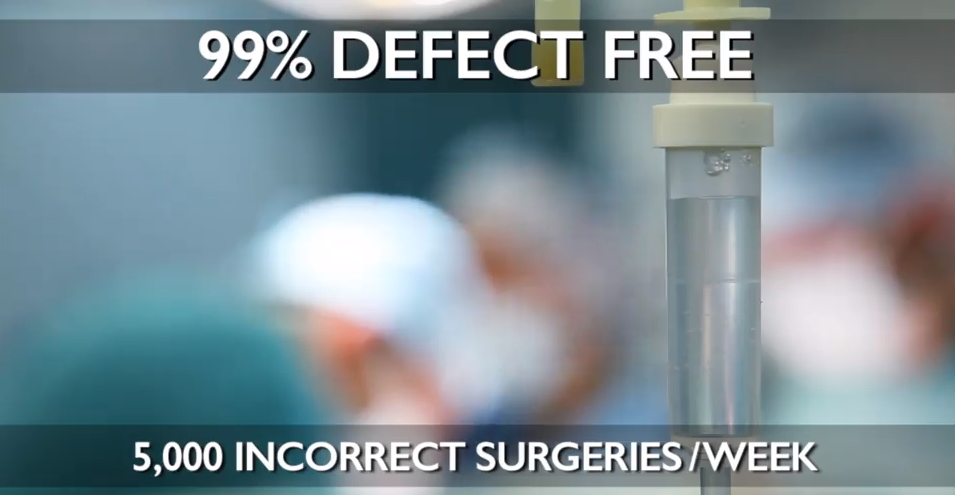 99% DEFECT FREE
5,000 INCORRECT SURGERIES/WEEK